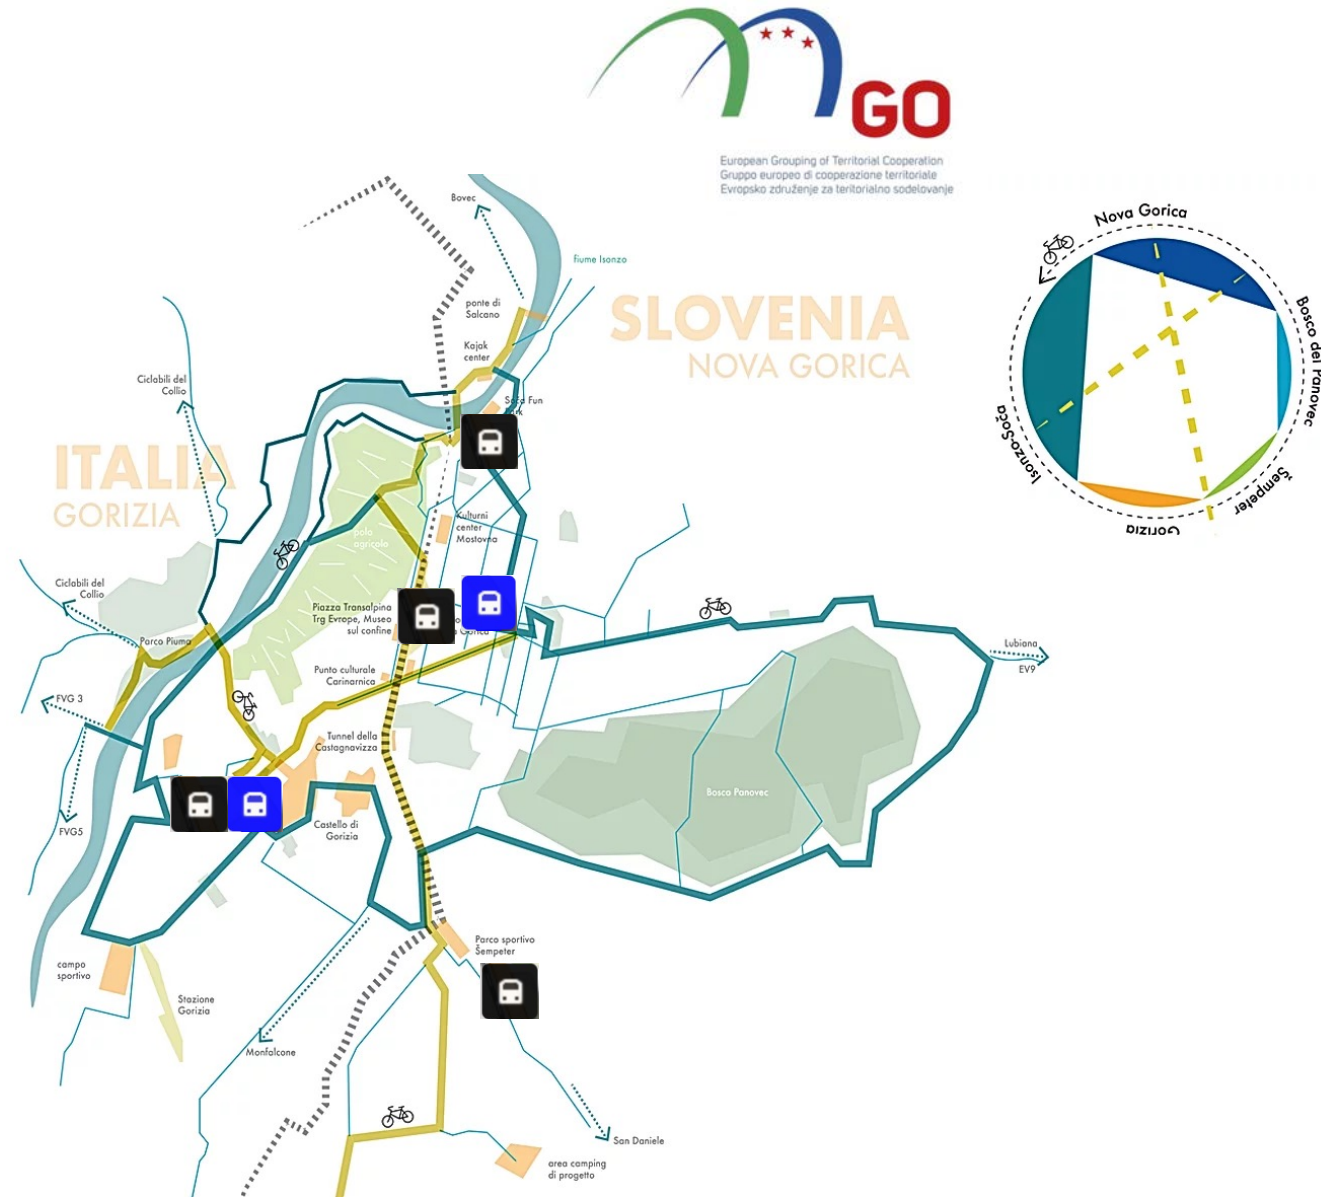 GO
European Grouping of Territorial Cooperation
Gruppo europeo di cooperazione territoriale
Evropsko združenje za teritorialno sodelovanje
Bovec
fiume Isonzo
ponte di
Salcano
SLOVENIA
NOVA GORICA
Kajak
center
Ciclabili del
Collio
Soča Fun
ITALIA
GORIZIA
Kulturni
center
Mostovna
polo
agricolo
Ciclabili del
Collio
Piazza Transalpina
Trg Evrope, Museo
sul confine
Gorica
Parco Piuma
Lubiana
EV9
Punto culturale
Carinarnica
FVG 3
Tunnel della
Castagnavizza
Bosco Panovec
FVG5
Castello di
Gorizia
Parco sportivo
Šempeter
campo
sportivo
Stazione
Gorizia
Monfalcone
San Daniele
area camping
di progetto
Nova Gorica
Bosco del Panovec
Šempeter
Gorizia
Isonzo-Soča